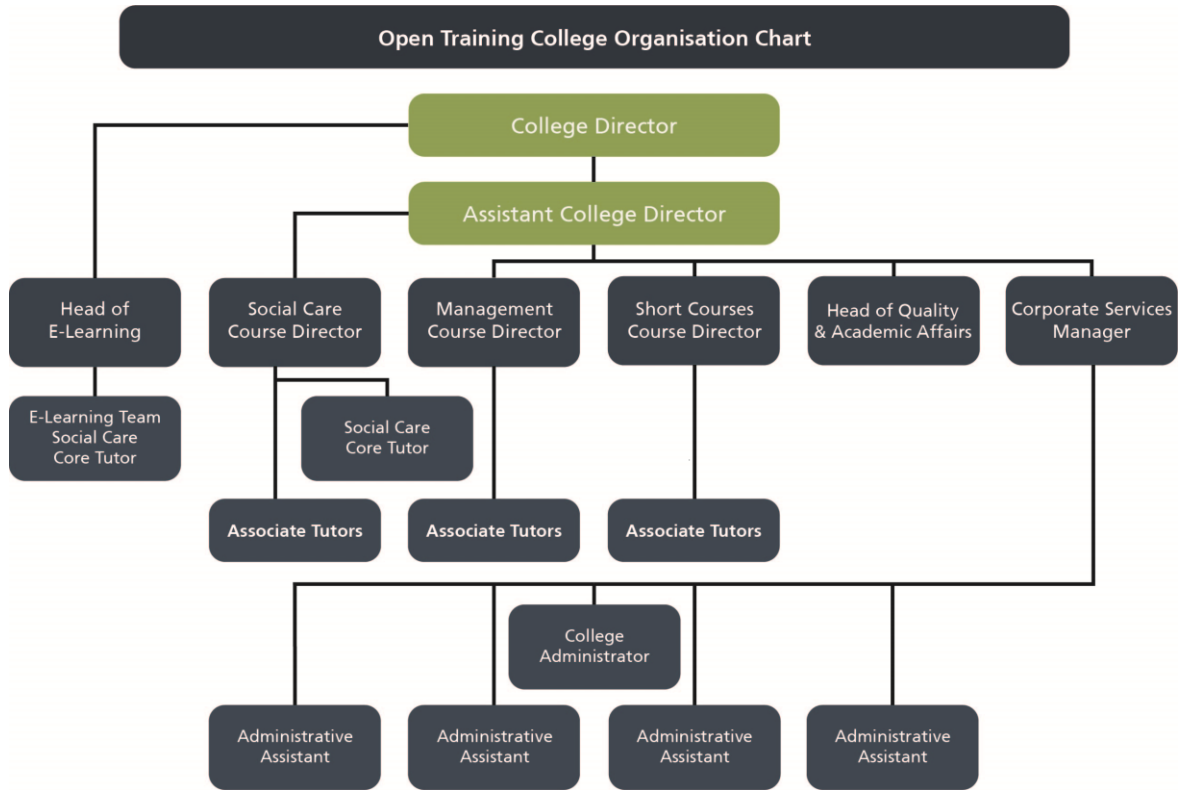 Open Training College Organisation Chart
College Director
Assistant College Director
Head of
E-Learning
Social Care
Course Director
Management
Course Director
Short Courses
Course Director
Head of Quality
& Academic Affairs
Corporate Services
Manager
E-Learning Team
Social Care
Core Tutor
Social Care
Core Tutor
Associate Tutors
Associate Tutors
Associate Tutors
College
Administrator
Administrative
Assistant
Administrative
Assistant
Administrative
Assistant
Administrative
Assistant